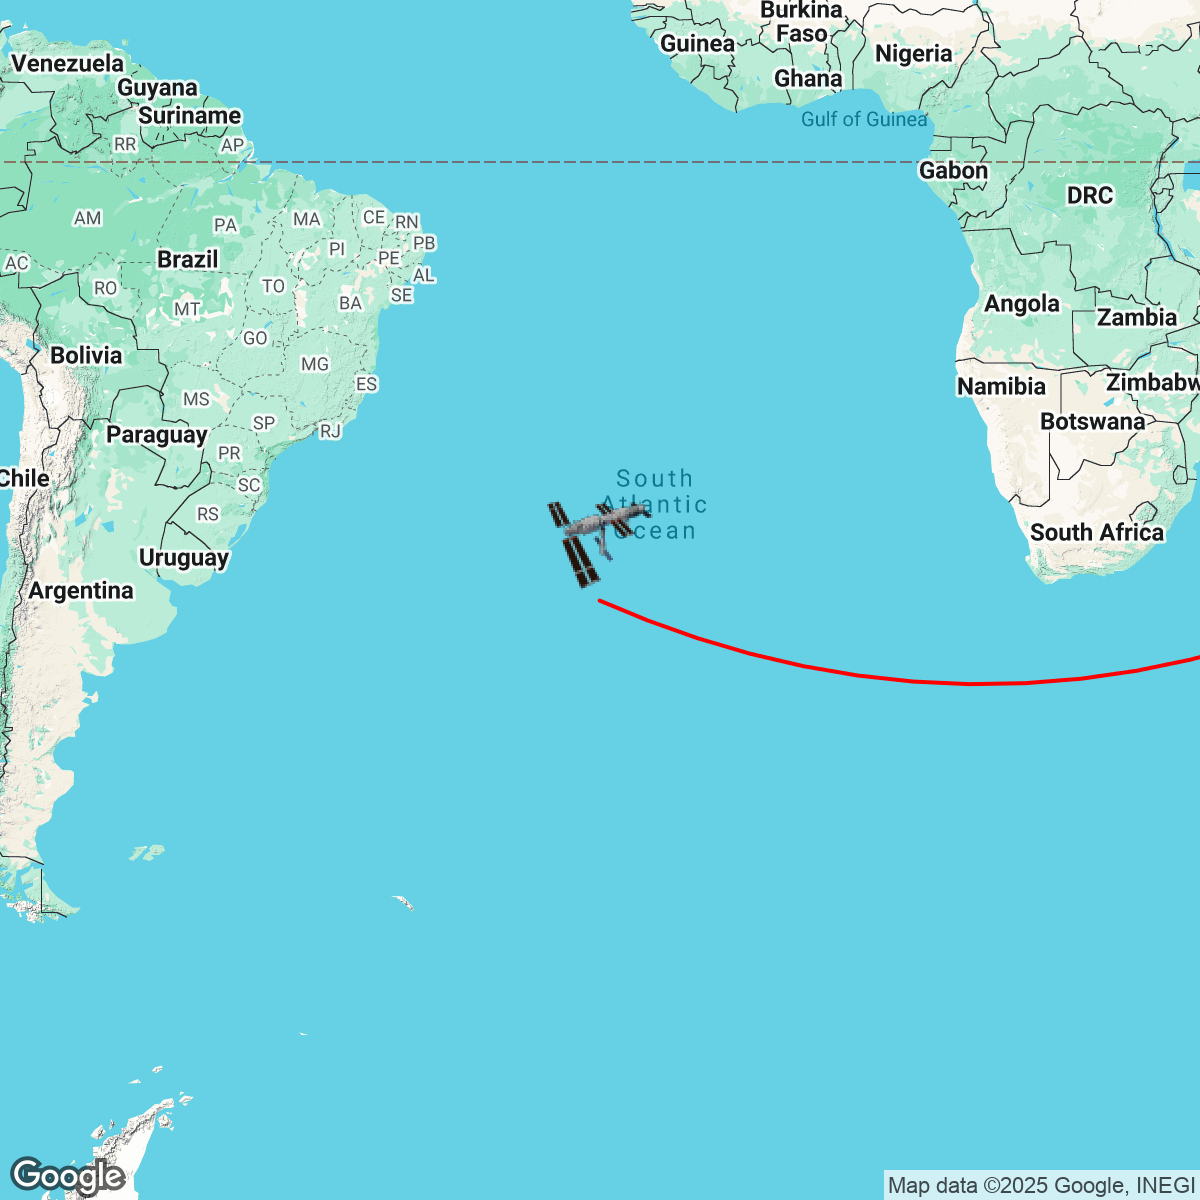 Burkina
Faso
Guinea
Nigeria
Venezuela
Ghana
Guyana
Suriname
Gulf of Guinea
RR
AP
Gabon
DRC
AM
PA
MA
CE
RN
PI
PB
PE
Brazil
AC
AL
RO
TO
SE
BA
MT
Angola
Zambia
GO
Bolivia
MG
ES
Namibia
Zimbabw
MS
SP
Botswana
RJ
Paraguay
PR
Chile
SC
South
Atlantic
Ocean
RS
South Africa
Uruguay
Argentina
Google
Map data ©2025 Google, INEGI